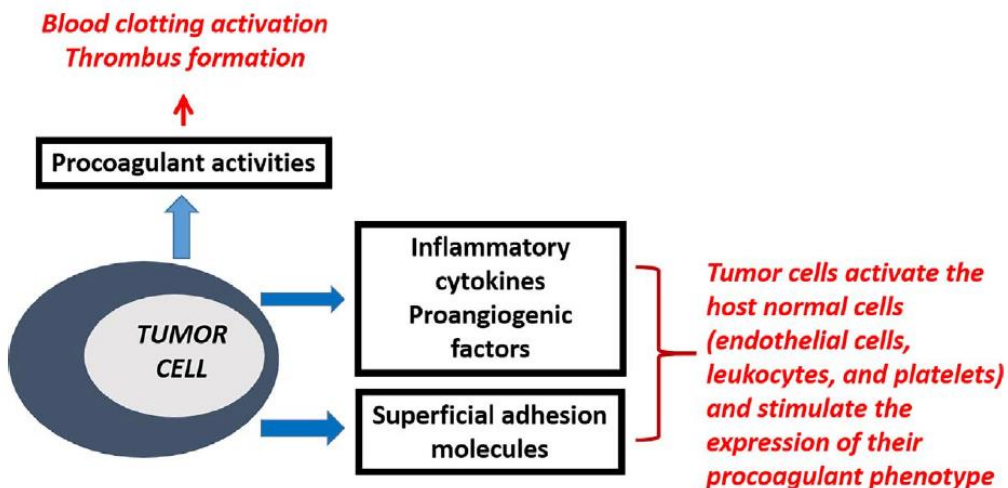 Blood clotting activation
Thrombus formation
Procoagulant activities
TUMOR
CELL
Inflammatory
cytokines
Proangiogenic
factors
Superficial adhesion
molecules
Tumor cells activate the
host normal cells
(endothelial cells,
leukocytes, and platelets)
and stimulate the
expression of their
procoagulant phenotype